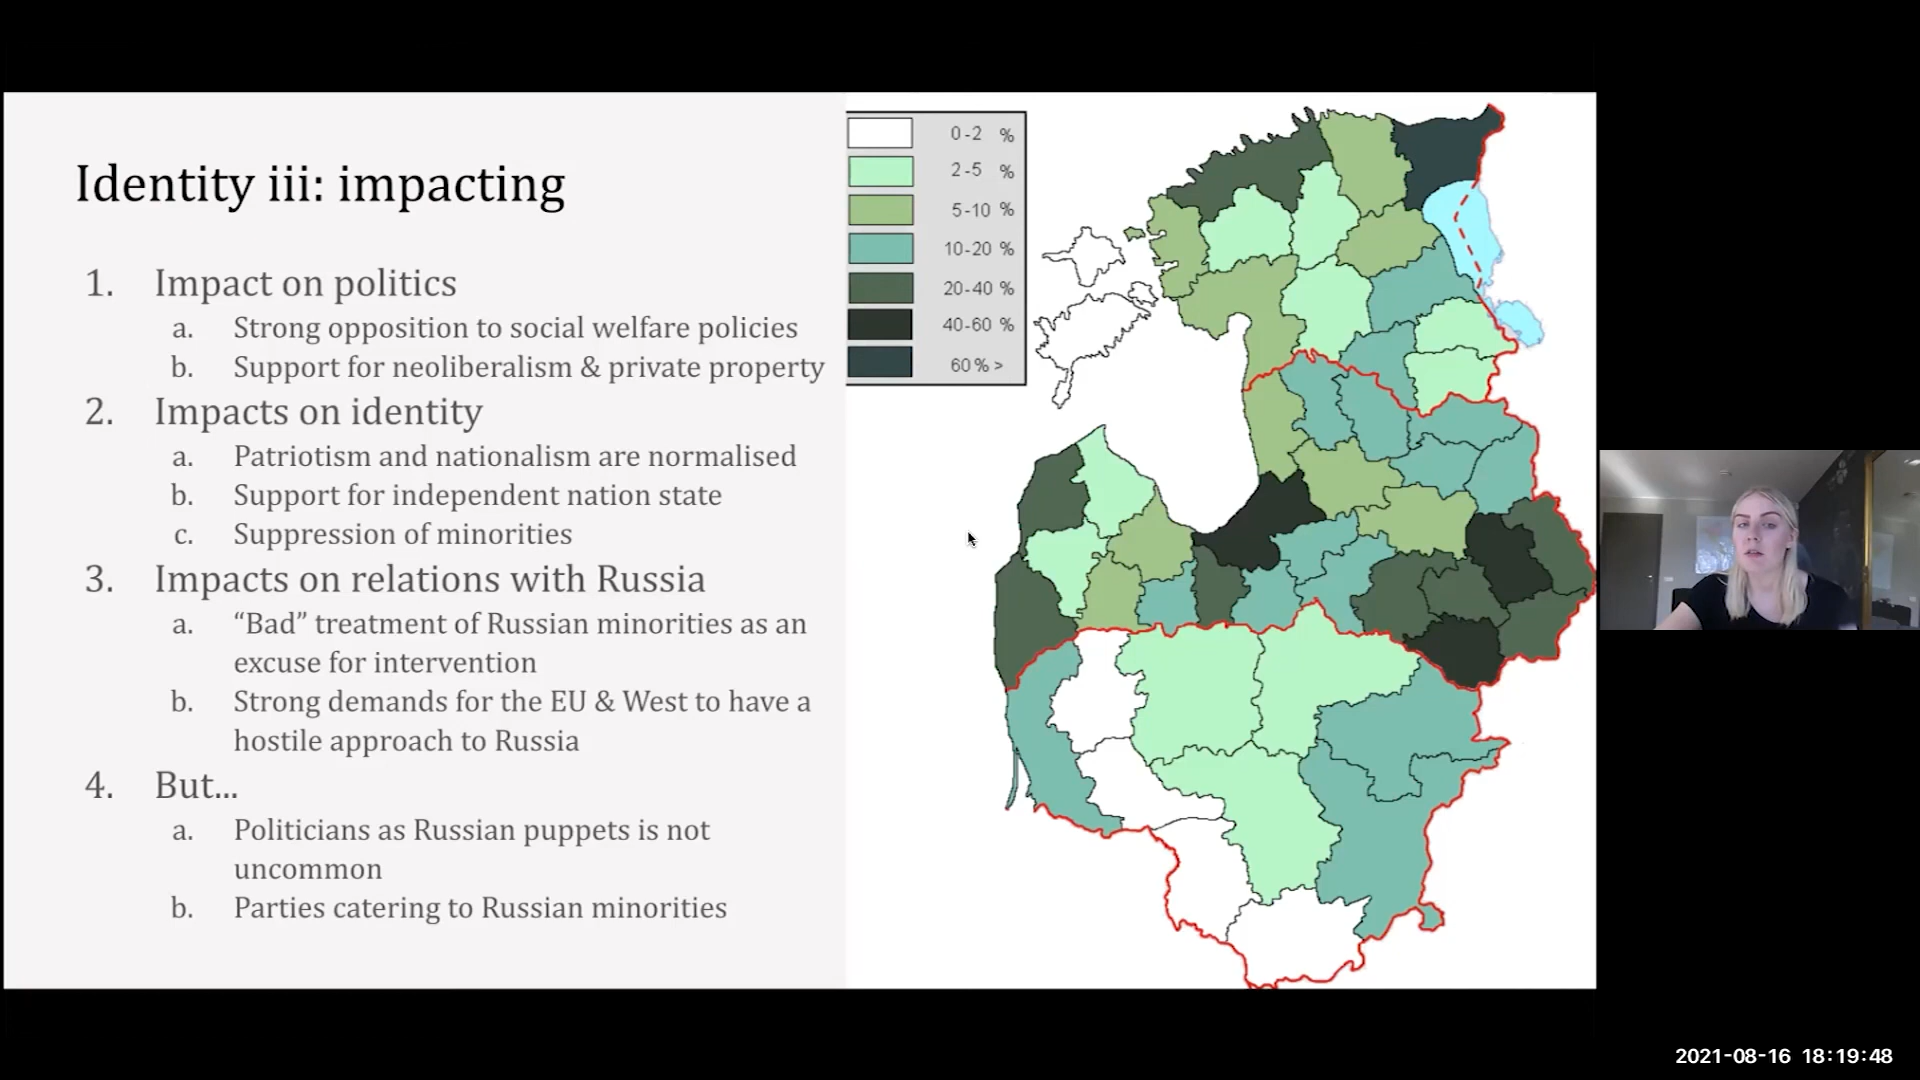 Identity iii: impacting
1. Impact on politics
a. Strong opposition to social welfare policies
b. Support for neoliberalism & private property
2. Impacts on identity
a. Patriotism and nationalism are normalised
b. Support for independent nation state
c. Suppression of minorities
3. Impacts on relations with Russia
a. “Bad” treatment of Russian minorities as an
excuse for intervention
b. Strong demands for the EU & West to have a
hostile approach to Russia
4. But...
a. Politicians as Russian puppets is not
uncommon
b. Parties catering to Russian minorities
0-2 %
2-5 %
5-10 %
10-20 %
20-40 %
40-60 %
60% >
2021-08-16 18:19:48